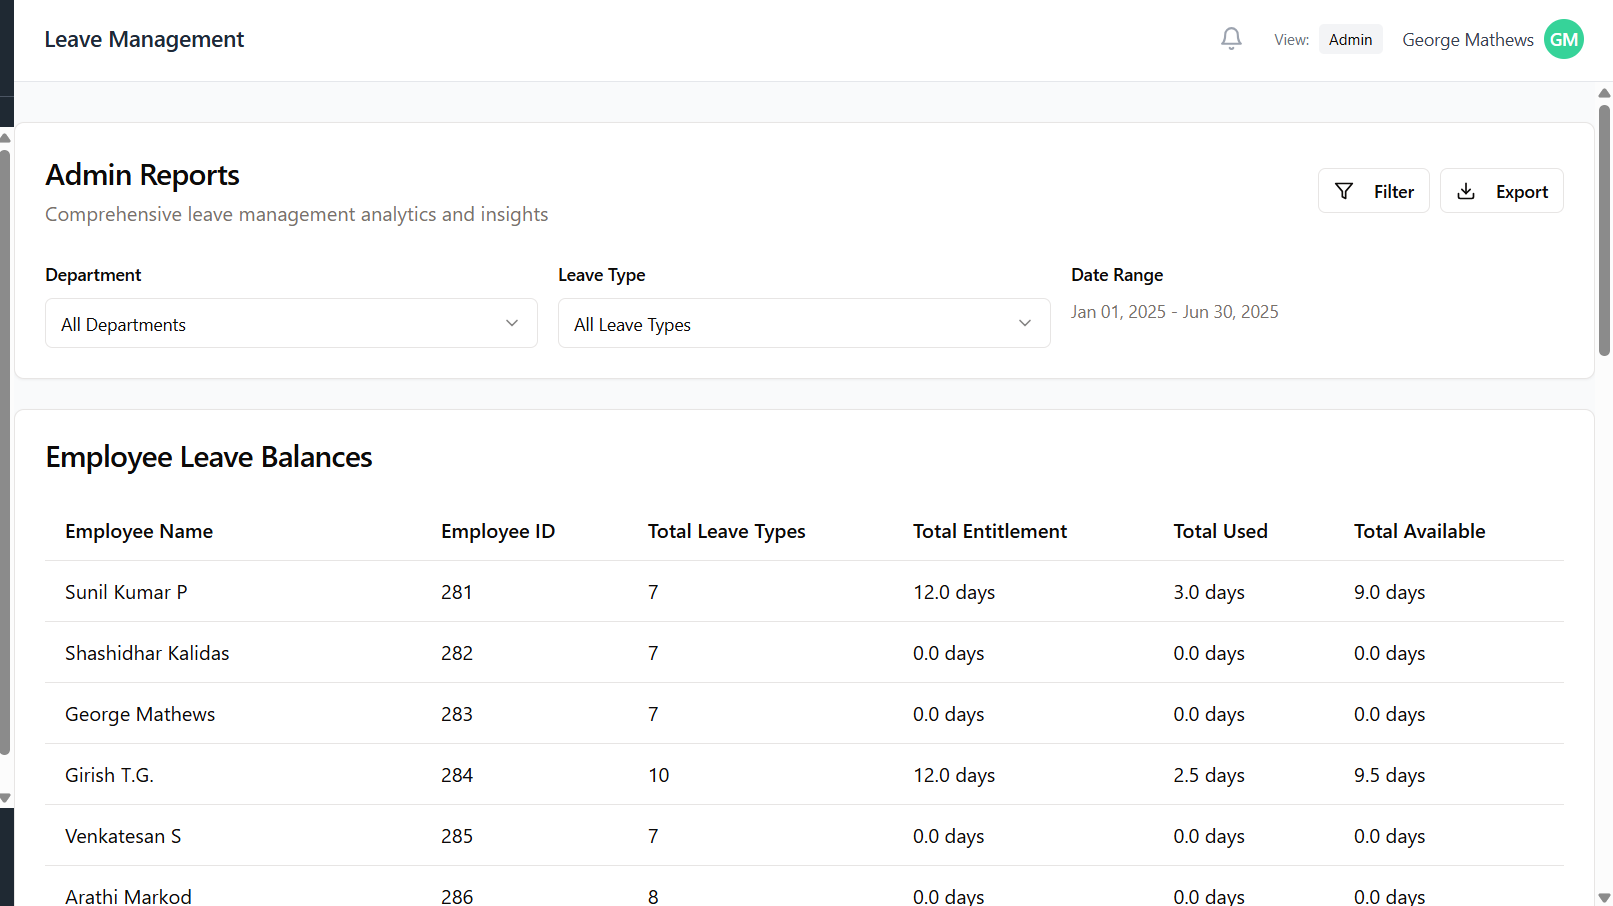 Leave Management
View: Admin George Mathews GM
Admin Reports
Comprehensive leave management analytics and insights
Filter Export
Department Leave Type Date Range
All Departments All Leave Types Jan 01, 2025 - Jun 30, 2025
Employee Leave Balances
Employee Name Employee ID Total Leave Types Total Entitlement Total Used Total Available
Sunil Kumar P 281 7 12.0 days 3.0 days 9.0 days
Shashidhar Kalidas 282 7 0.0 days 0.0 days 0.0 days
George Mathews 283 7 0.0 days 0.0 days 0.0 days
Girish T.G. 284 10 12.0 days 2.5 days 9.5 days
Venkatesan S 285 7 0.0 days 0.0 days 0.0 days
Arathi Markod 286 8 0.0 days 0.0 days 0.0 days